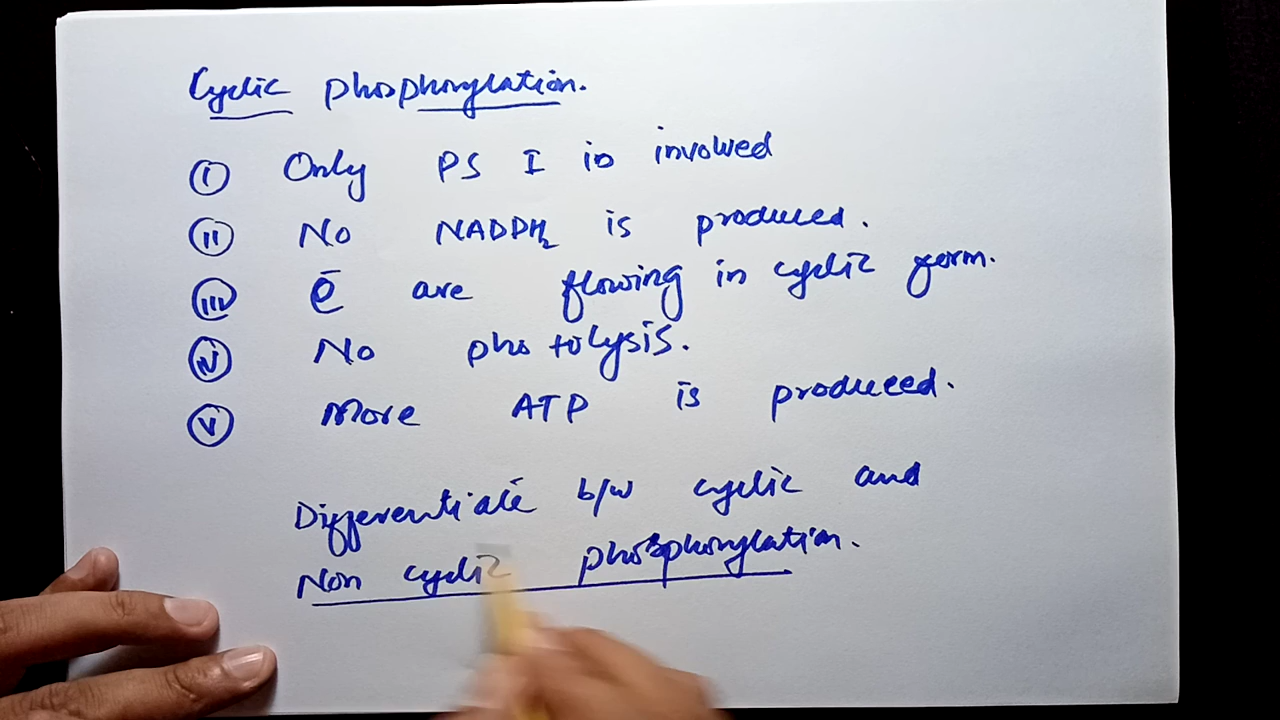 Cyclic phosphorylation.
(i) Only PS I is involved
(ii) No NADPH₂ is produced.
(iii) ē are flowing in cyclic form.
(iv) No photolysis.
(v) More ATP is produced.
Differentiate b/w cyclic and
Non cyclic phosphorylation.